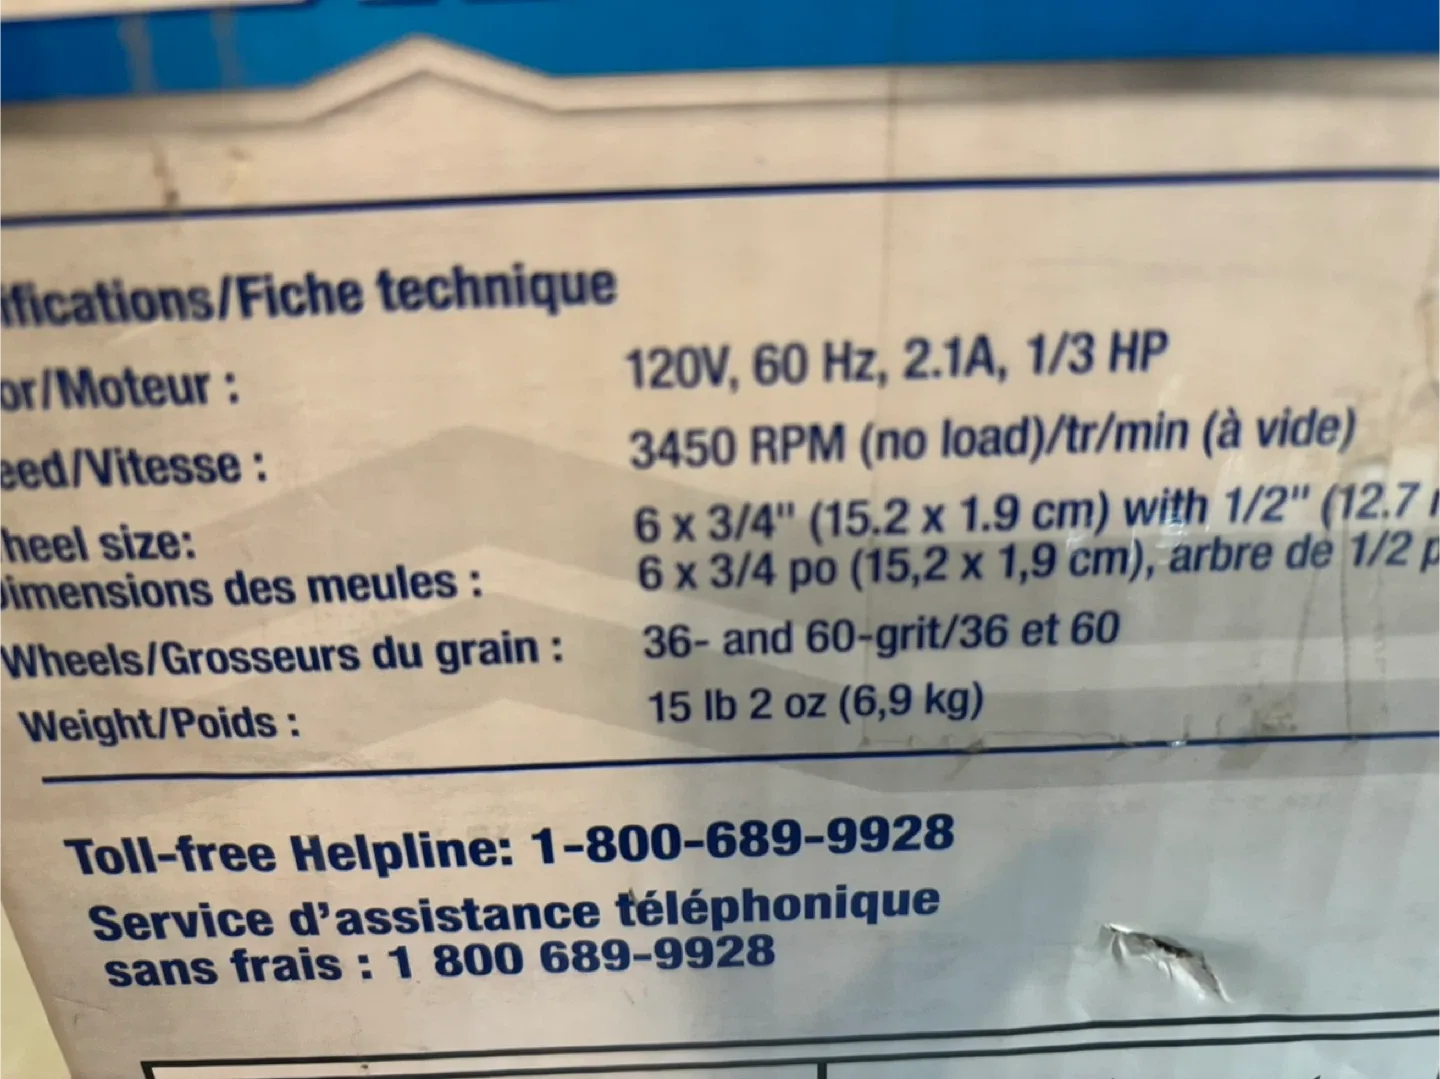 ifications/Fiche technique
or/Moteur : 120V, 60 Hz, 2.1A, 1/3 HP
eed/Vitesse : 3450 RPM (no load)/tr/min (à vide)
heel size: 6 x 3/4" (15.2 x 1.9 cm) with 1/2" (12.7
Dimensions des meules : 6 x 3/4 po (15,2 x 1,9 cm), arbre de 1/2 p
Wheels/Grosseurs du grain : 36- and 60-grit/36 et 60
Weight/Poids : 15 lb 2 oz (6,9 kg)
Toll-free Helpline: 1-800-689-9928
Service d'assistance téléphonique
sans frais : 1 800 689-9928